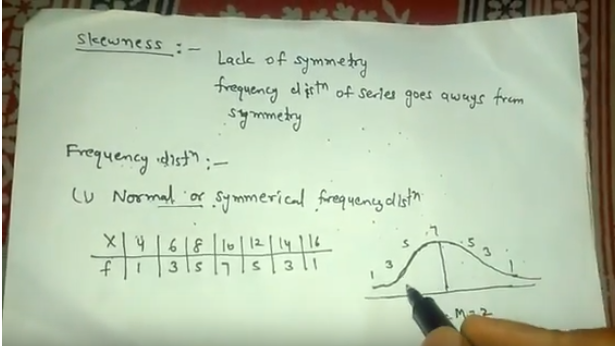 Skewness :-
Lack of symmetry
frequency distn of series goes aways from
symmetry
Frequency distn :-
(1) Normal or symmerical frequency distn
X | 4 | 6 | 8 | 10 | 12 | 14 | 16
f | 1 | 3 | 5 | 7 | 5 | 3 | 1
1 3 5 7 5 3 1
= M = Z